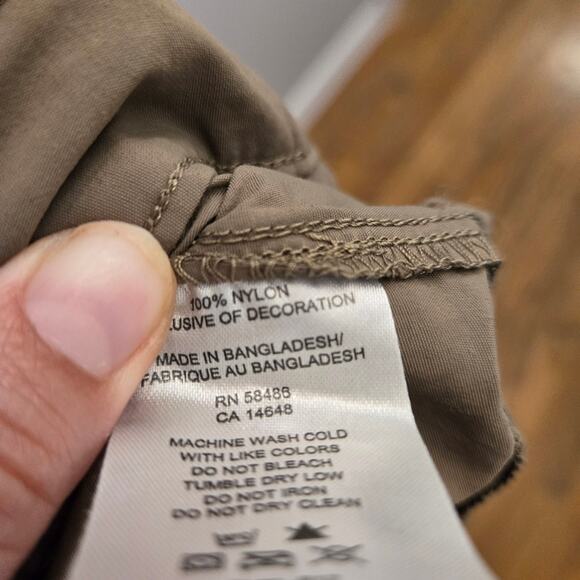 100% NYLON
USIVE OF DECORATION
MADE IN BANGLADESH/
FABRIQUE AU BANGLADESH
RN 58486
CA 14648
MACHINE WASH COLD
WITH LIKE COLORS
DO NOT BLEACH
TUMBLE DRY LOW
DO NOT IRON
DO NOT DRY CLEAN